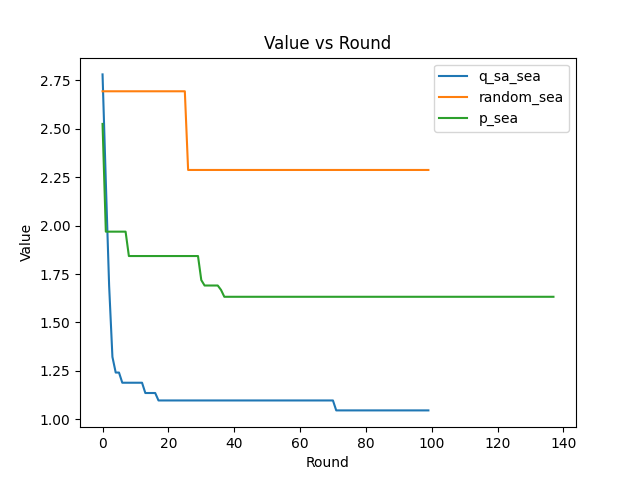 Value vs Round
q_sa_sea
random_sea
p_sea
2.75
2.50
2.25
2.00
1.75
1.50
1.25
1.00
Value
0 20 40 60 80 100 120 140
Round